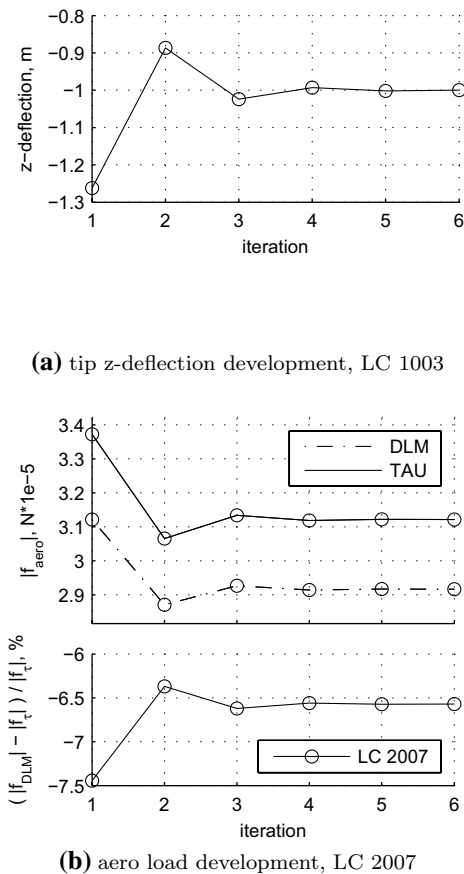 −0.8
−0.9
−1
−1.1
−1.2
−1.3
z−deflection, m
1 2 3 4 5 6
iteration
(a) tip z-deflection development, LC 1003
3.4
3.3
3.2
3.1
3
2.9
|f_aero|, N*1e−5
DLM
TAU
−6
−6.5
−7
−7.5
( |f_DLM| − |f_τ| ) / |f_τ|, %
LC 2007
1 2 3 4 5 6
iteration
(b) aero load development, LC 2007